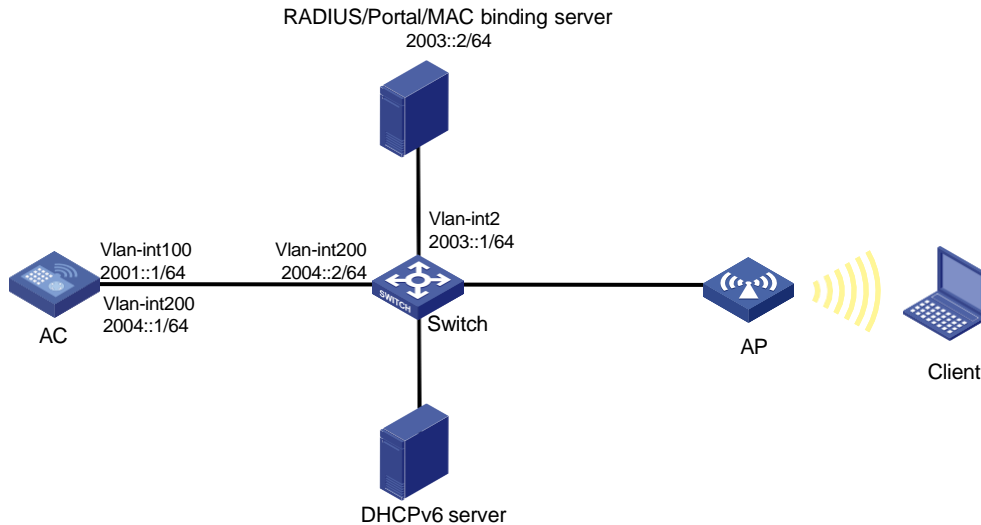 RADIUS/Portal/MAC binding server
2003::2/64
Vlan-int2
2003::1/64
Vlan-int100
2001::1/64
Vlan-int200
2004::2/64
Vlan-int200
2004::1/64
SWITCH
AC
Switch
AP
Client
DHCPv6 server